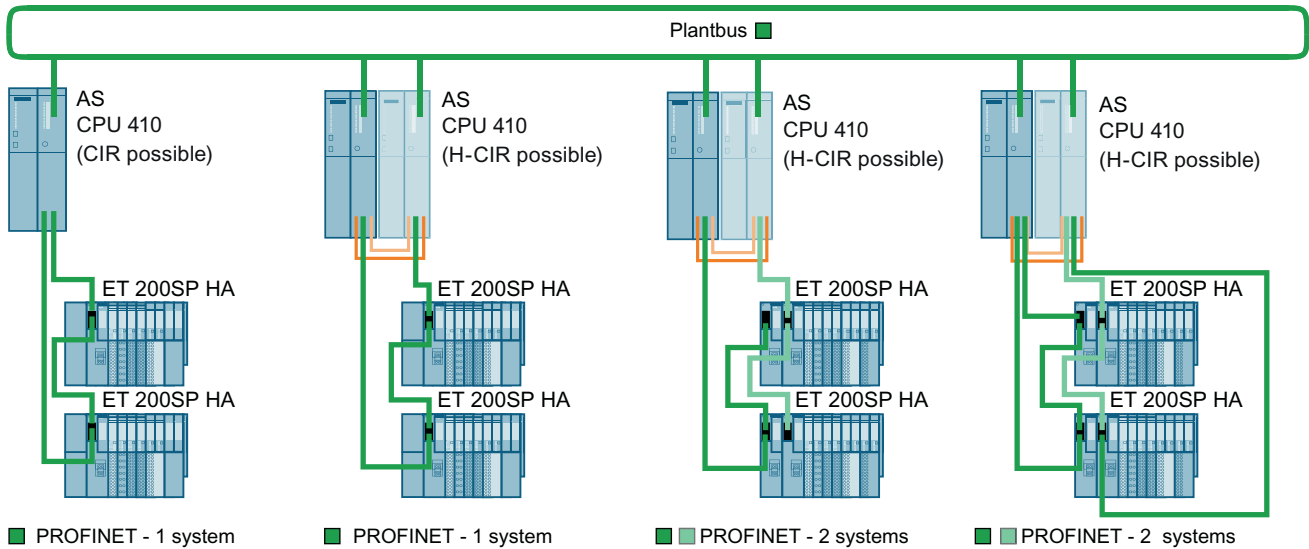 Plantbus
AS
CPU 410
(CIR possible)
AS
CPU 410
(H-CIR possible)
AS
CPU 410
(H-CIR possible)
AS
CPU 410
(H-CIR possible)
ET 200SP HA
ET 200SP HA
ET 200SP HA
ET 200SP HA
ET 200SP HA
ET 200SP HA
ET 200SP HA
ET 200SP HA
PROFINET - 1 system
PROFINET - 1 system
PROFINET - 2 systems
PROFINET - 2 systems